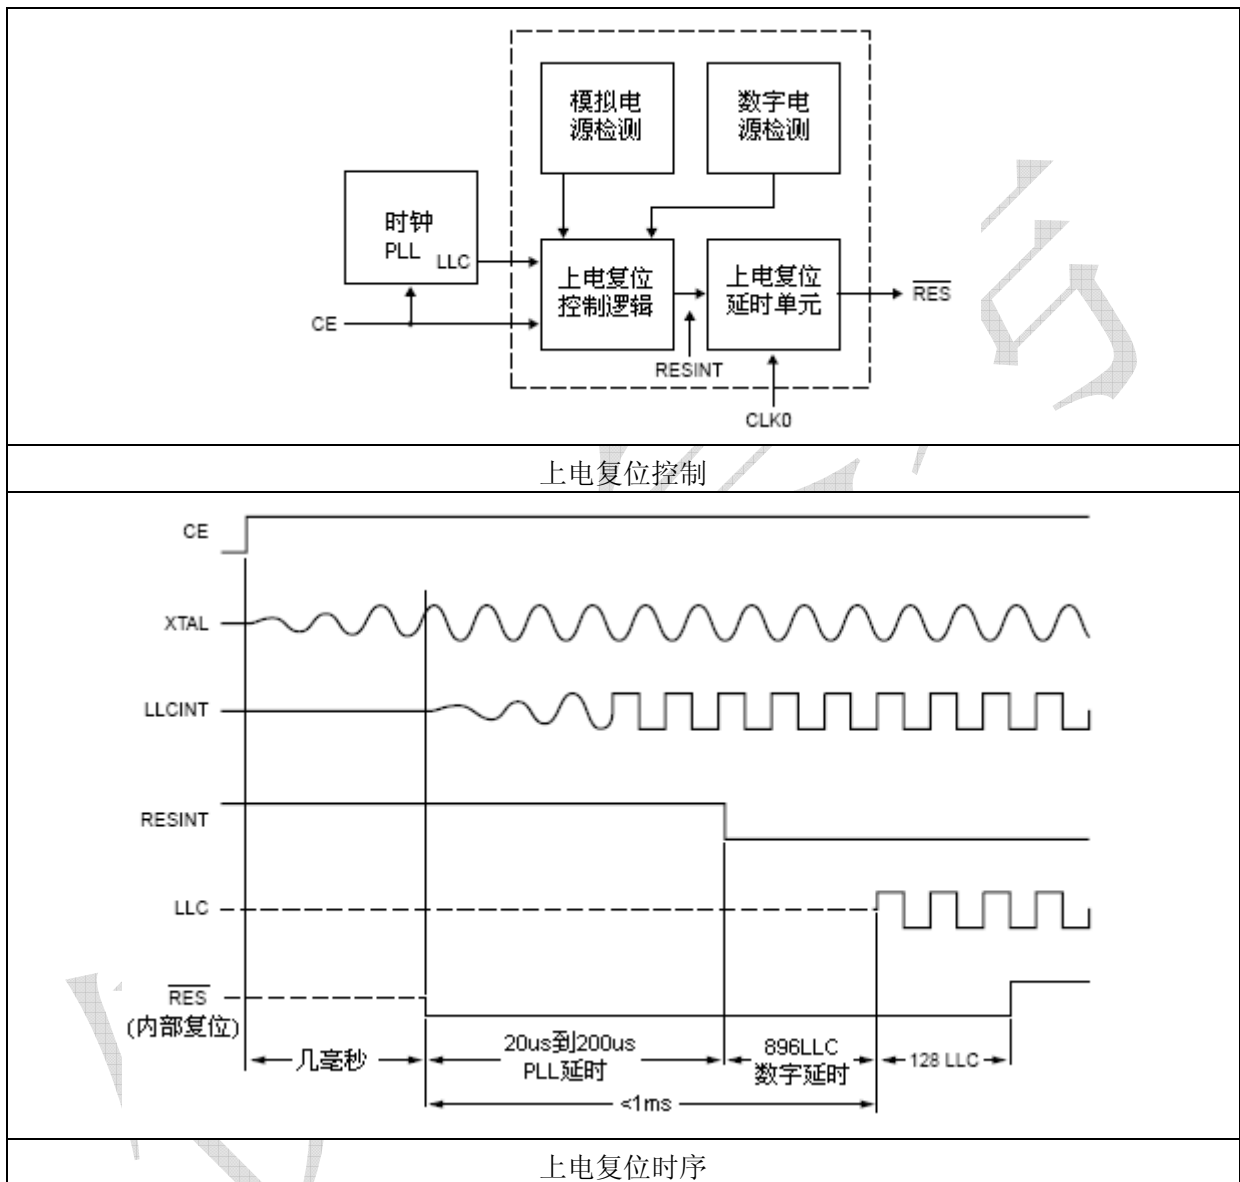 模拟电
源检测
数字电
源检测
时钟
PLL
LLC
上电复位
控制逻辑
上电复位
延时单元
RES
CE
RESINT
CLK0
上电复位控制
CE
XTAL
LLCINT
RESINT
LLC
RES
(内部复位)
几毫秒
20us到200us
PLL延时
896LLC
数字延时
128 LLC
<1ms
上电复位时序